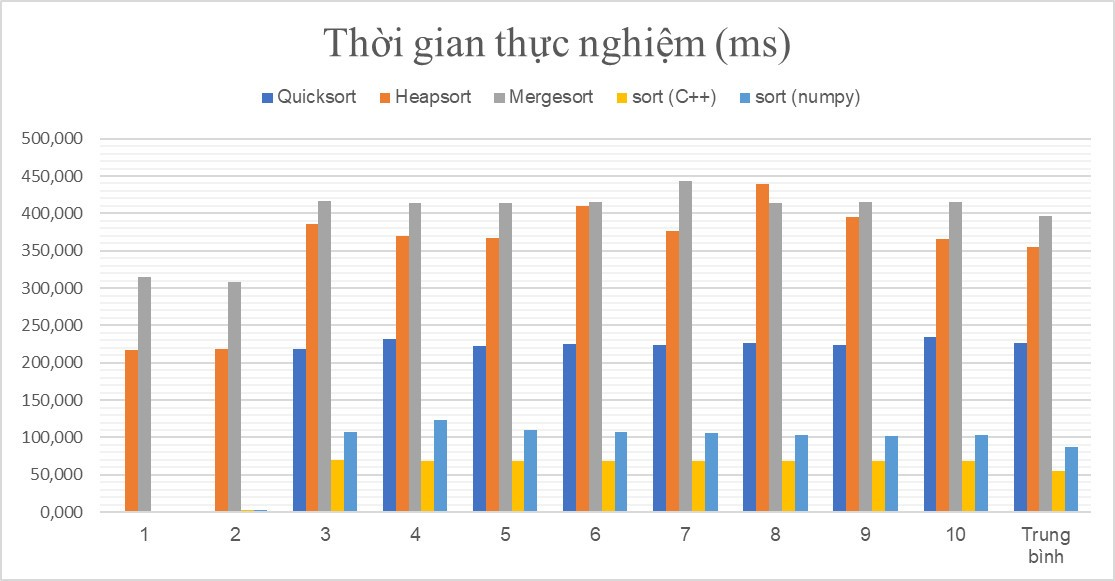 Thời gian thực nghiệm (ms)
Quicksort Heapsort Mergesort sort (C++) sort (numpy)
500,000
450,000
400,000
350,000
300,000
250,000
200,000
150,000
100,000
50,000
0,000
1 2 3 4 5 6 7 8 9 10 Trung
bình